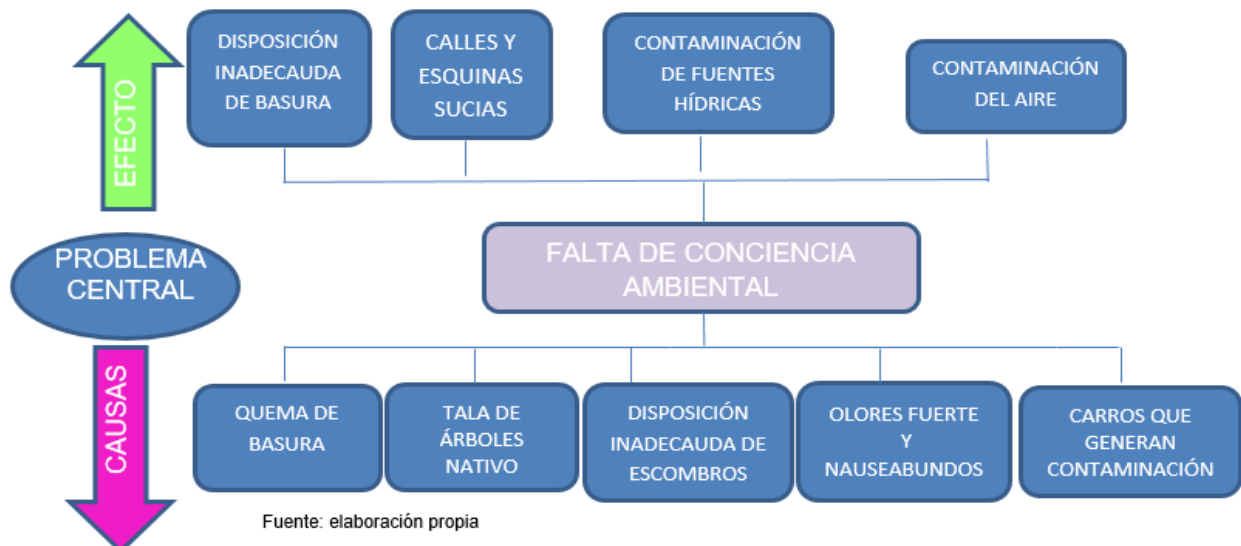 EFECTO
DISPOSICIÓN
INADECAUDA
DE BASURA
CALLES Y
ESQUINAS
SUCIAS
CONTAMINACIÓN
DE FUENTES
HÍDRICAS
CONTAMINACIÓN
DEL AIRE
PROBLEMA
CENTRAL
FALTA DE CONCIENCIA
AMBIENTAL
CAUSAS
QUEMA DE
BASURA
TALA DE
ÁRBOLES
NATIVO
DISPOSICIÓN
INADECAUDA DE
ESCOMBROS
OLORES FUERTE
Y
NAUSEABUNDOS
CARROS QUE
GENERAN
CONTAMINACIÓN
Fuente: elaboración propia